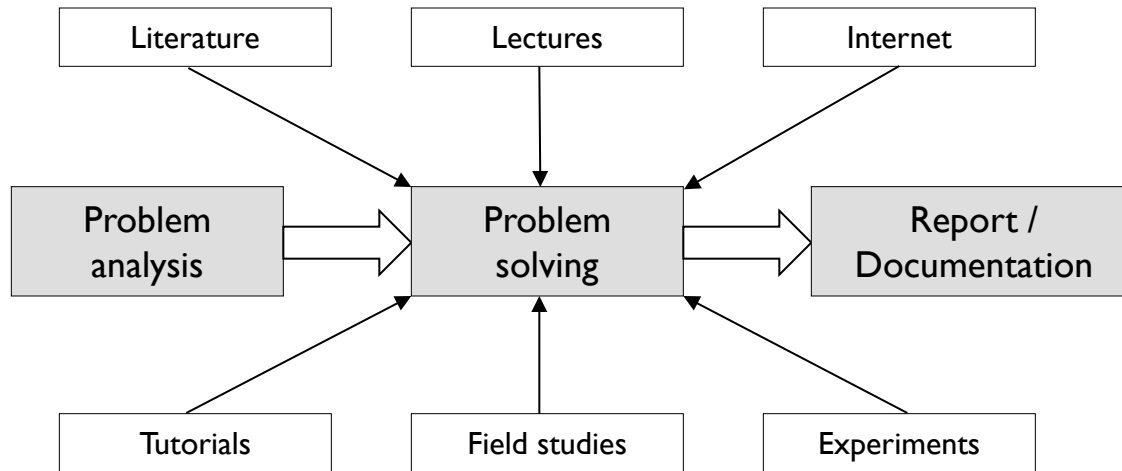 Literature
Lectures
Internet
Problem
analysis
Problem
solving
Report /
Documentation
Tutorials
Field studies
Experiments